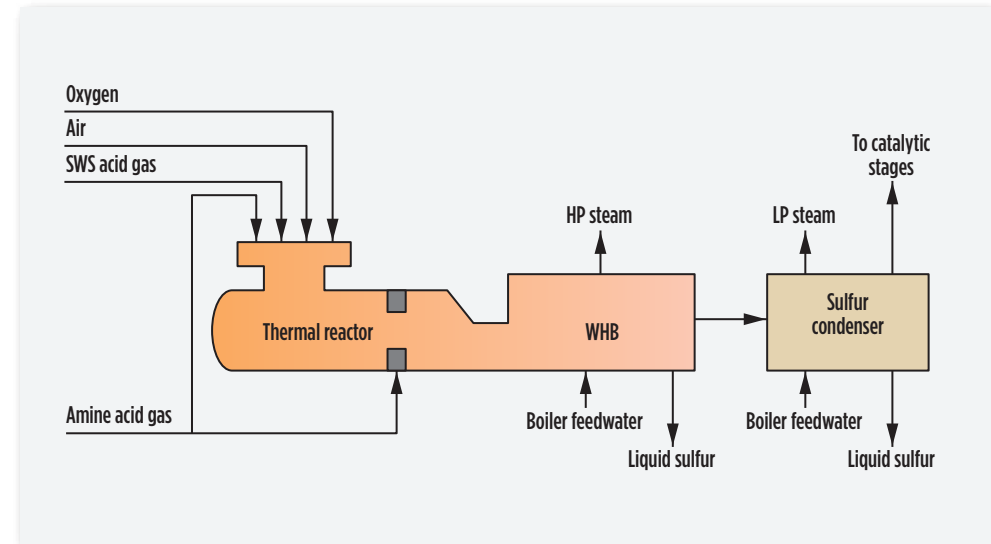 Oxygen
Air
SWS acid gas
To catalytic
stages
HP steam
LP steam
Thermal reactor
WHB
Sulfur
condenser
Amine acid gas
Boiler feedwater
Boiler feedwater
Liquid sulfur
Liquid sulfur